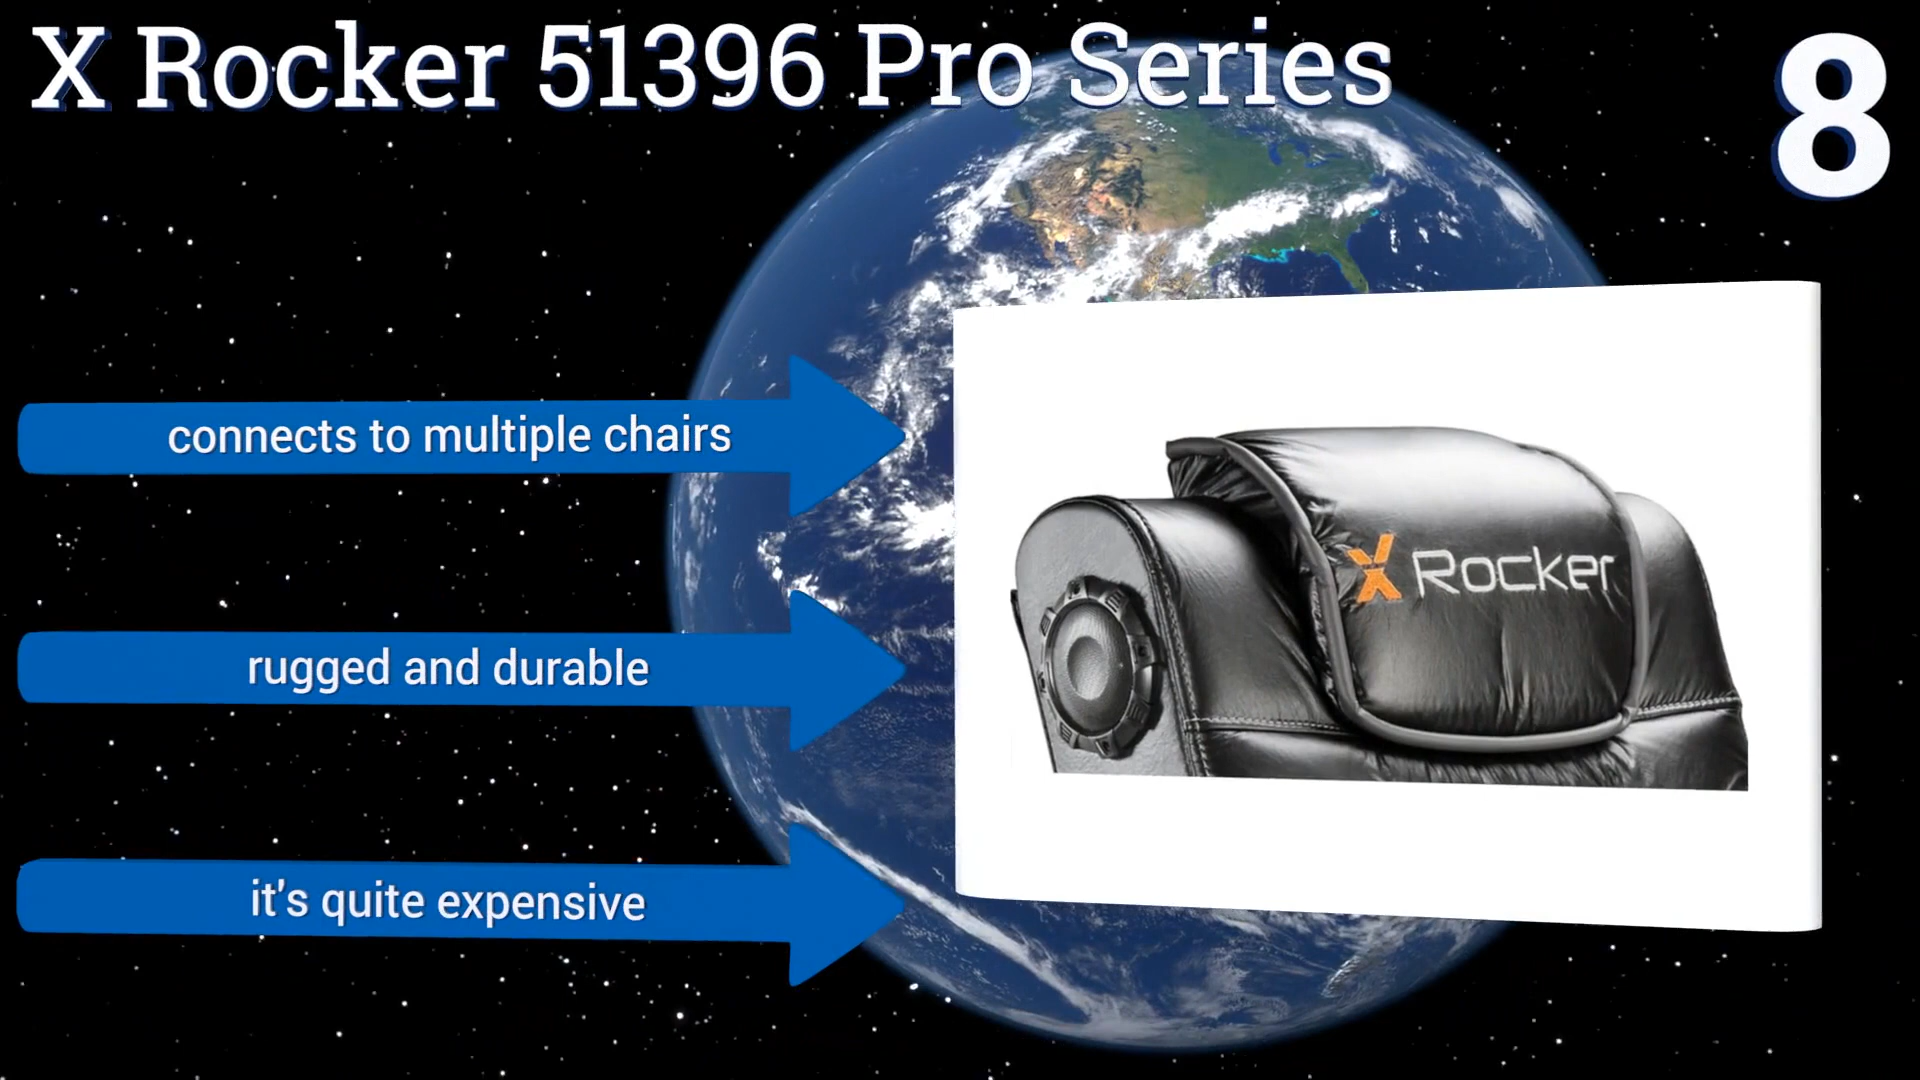 X Rocker 51396 Pro Series
8
connects to multiple chairs
rugged and durable
it's quite expensive
X Rocker